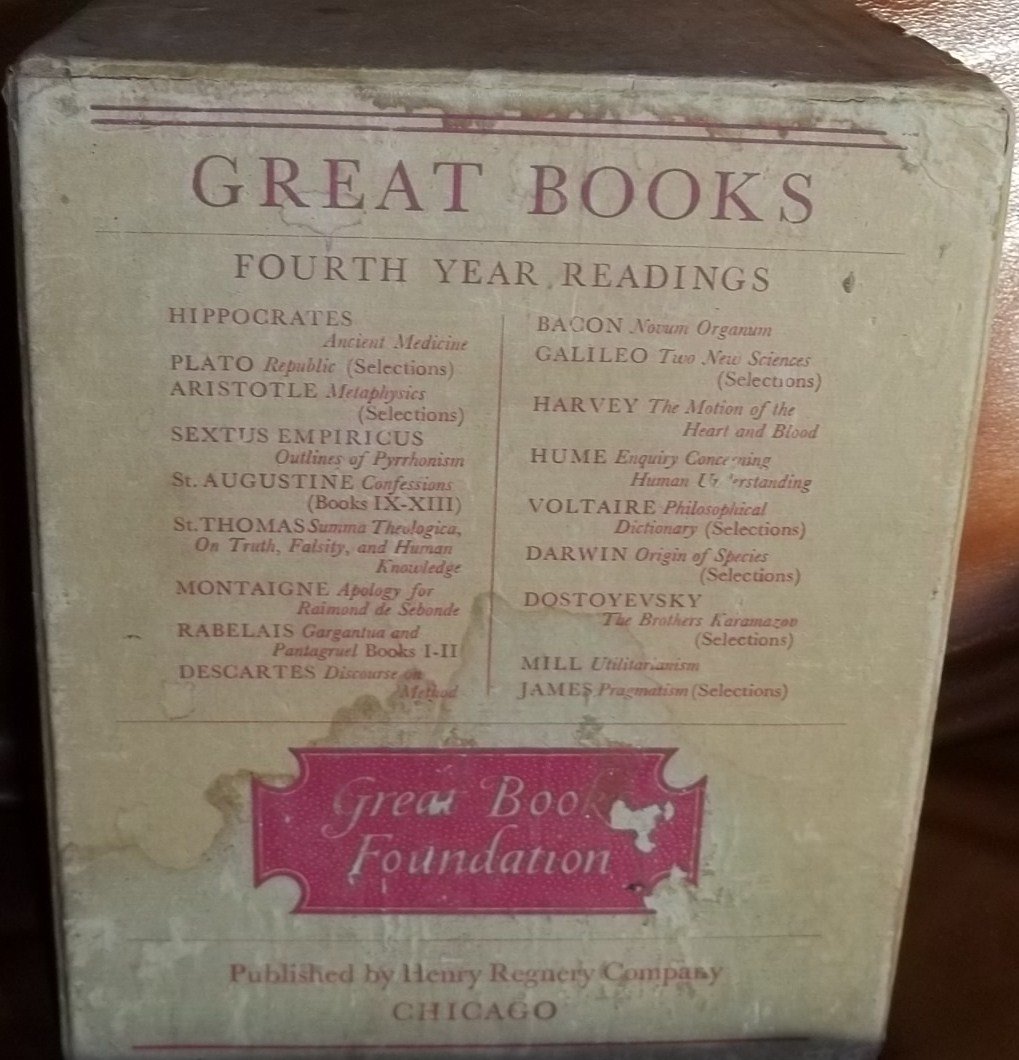 GREAT BOOKS
FOURTH YEAR READINGS
HIPPOCRATES
Ancient Medicine
PLATO Republic (Selections)
ARISTOTLE Metaphysics
(Selections)
SEXTUS EMPIRICUS
Outlines of Pyrrhonism
St. AUGUSTINE Confessions
(Books IX-XIII)
St. THOMAS Summa Theologica,
On Truth, Falsity, and Human
Knowledge
MONTAIGNE Apology for
Raimond de Sebonde
RABELAIS Gargantua and
Pantagruel Books I-II
DESCARTES Discourse on
Method
BACON Novum Organum
GALILEO Two New Sciences
(Selections)
HARVEY The Motion of the
Heart and Blood
HUME Enquiry Concerning
Human Understanding
VOLTAIRE Philosophical
Dictionary (Selections)
DARWIN Origin of Species
(Selections)
DOSTOYEVSKY
The Brothers Karamazov
(Selections)
MILL Utilitarianism
JAMES Pragmatism (Selections)
Great Books
Foundation
Published by Henry Regnery Company
CHICAGO